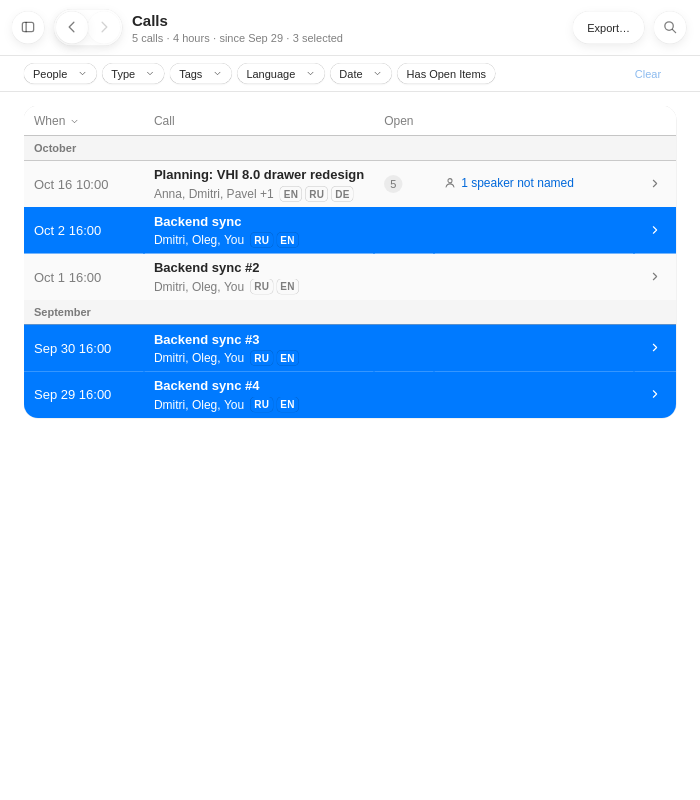 Calls
5 calls · 4 hours · since Sep 29 · 3 selected
Export…
People
Type
Tags
Language
Date
Has Open Items
Clear
When
Call
Open
October
Oct 16 10:00
Planning: VHI 8.0 drawer redesign
Anna, Dmitri, Pavel +1 EN RU DE
5
1 speaker not named
Oct 2 16:00
Backend sync
Dmitri, Oleg, You RU EN
Oct 1 16:00
Backend sync #2
Dmitri, Oleg, You RU EN
September
Sep 30 16:00
Backend sync #3
Dmitri, Oleg, You RU EN
Sep 29 16:00
Backend sync #4
Dmitri, Oleg, You RU EN